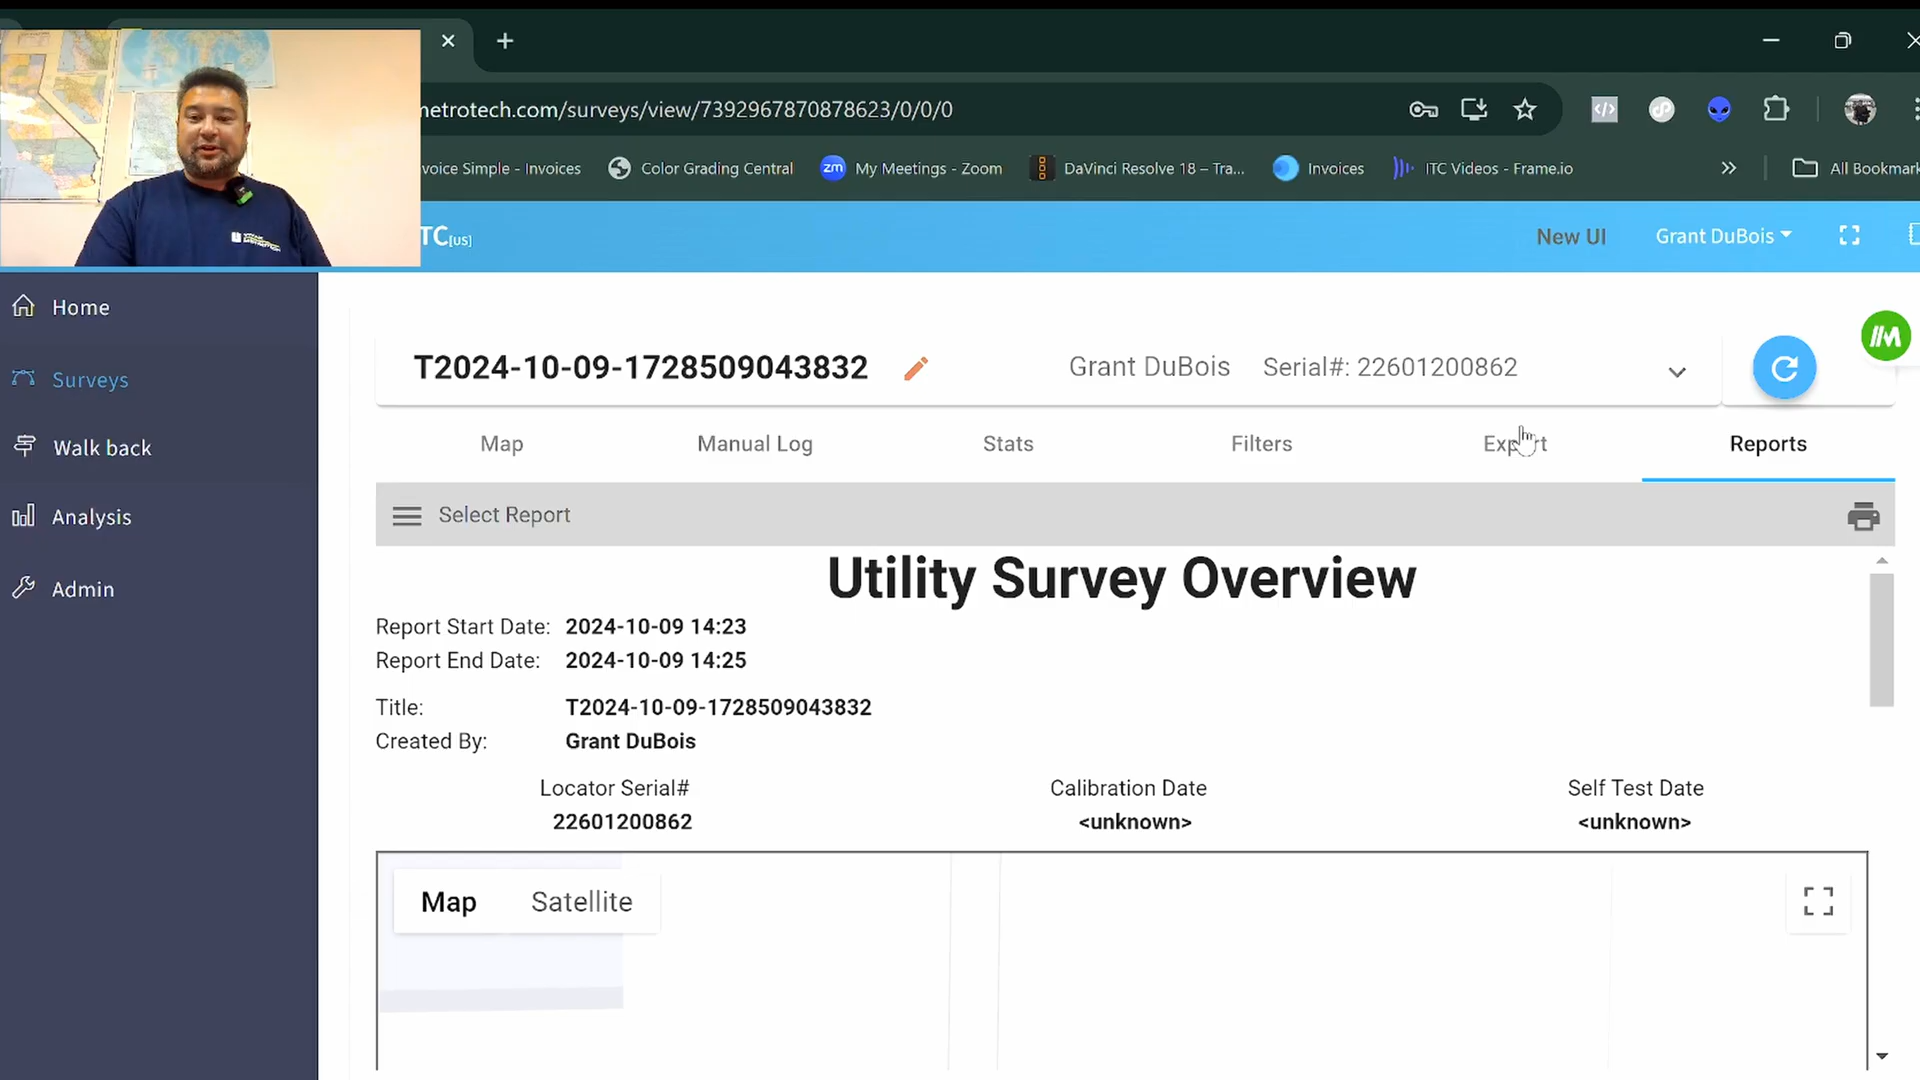 metrotech.com/surveys/view/7392967870878623/0/0/0
voice Simple - Invoices
Color Grading Central
zm My Meetings - Zoom
DaVinci Resolve 18 – Tra...
Invoices
ITC Videos - Frame.io
All Bookmark
TC[us]
New UI
Grant DuBois
Home
Surveys
Walk back
Analysis
Admin
T2024-10-09-1728509043832
Grant DuBois
Serial#: 22601200862
Map
Manual Log
Stats
Filters
Export
Reports
Select Report
Utility Survey Overview
Report Start Date: 2024-10-09 14:23
Report End Date: 2024-10-09 14:25
Title: T2024-10-09-1728509043832
Created By: Grant DuBois
Locator Serial#
Calibration Date
Self Test Date
22601200862
<unknown>
<unknown>
Map
Satellite